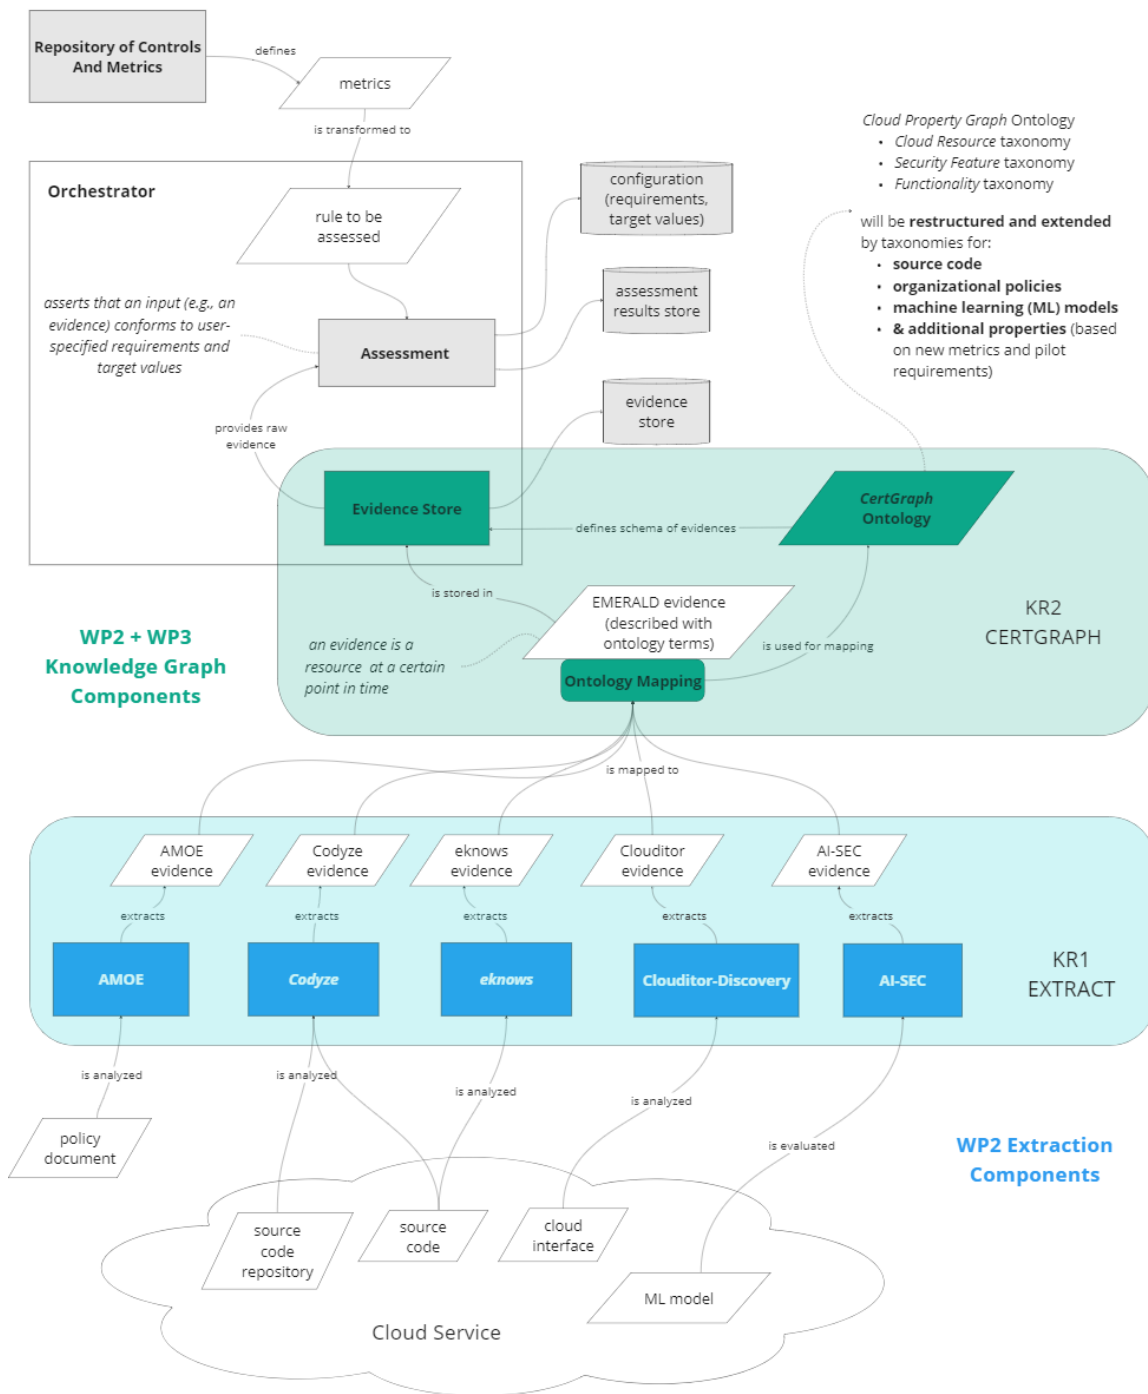 Repository of Controls
And Metrics
defines
metrics
is transformed to
Cloud Property Graph Ontology
• Cloud Resource taxonomy
• Security Feature taxonomy
• Functionality taxonomy
will be restructured and extended
by taxonomies for:
• source code
• organizational policies
• machine learning (ML) models
• & additional properties (based
on new metrics and pilot
requirements)
Orchestrator
rule to be
assessed
configuration
(requirements,
target values)
asserts that an input (e.g., an
evidence) conforms to user-
specified requirements and
target values
assessment
results store
Assessment
provides raw
evidence
evidence
store
Evidence Store
CertGraph
Ontology
defines schema of evidences
is stored in
EMERALD evidence
(described with
ontology terms)
KR2
CERTGRAPH
WP2 + WP3
Knowledge Graph
Components
an evidence is a
resource at a certain
point in time
is used for mapping
Ontology Mapping
is mapped to
AMOE
evidence
Codyze
evidence
eknows
evidence
Clouditor
evidence
AI-SEC
evidence
extracts
extracts
extracts
extracts
extracts
AMOE
Codyze
eknows
Clouditor-Discovery
AI-SEC
KR1
EXTRACT
is analyzed
is analyzed
is analyzed
is analyzed
is evaluated
policy
document
WP2 Extraction
Components
source
code
repository
source
code
cloud
interface
ML model
Cloud Service